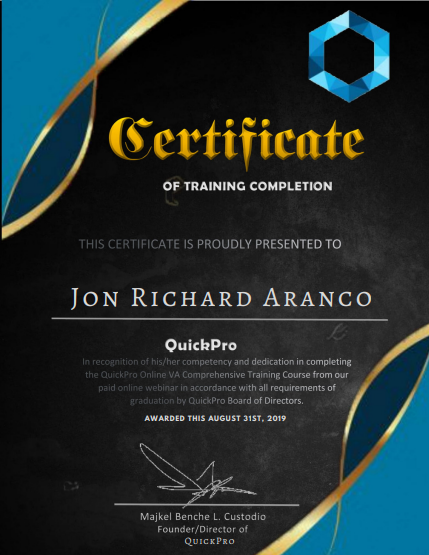 Certificate
OF TRAINING COMPLETION
THIS CERTIFICATE IS PROUDLY PRESENTED TO
JON RICHARD ARANCO
QuickPro
In recognition of his/her competency and dedication in completing
the QuickPro Online VA Comprehensive Training Course from our
paid online webinar in accordance with all requirements of
graduation by QuickPro Board of Directors.
AWARDED THIS AUGUST 31ST, 2019
Majkel Benche L. Custodio
Founder/Director of
QUICKPRO